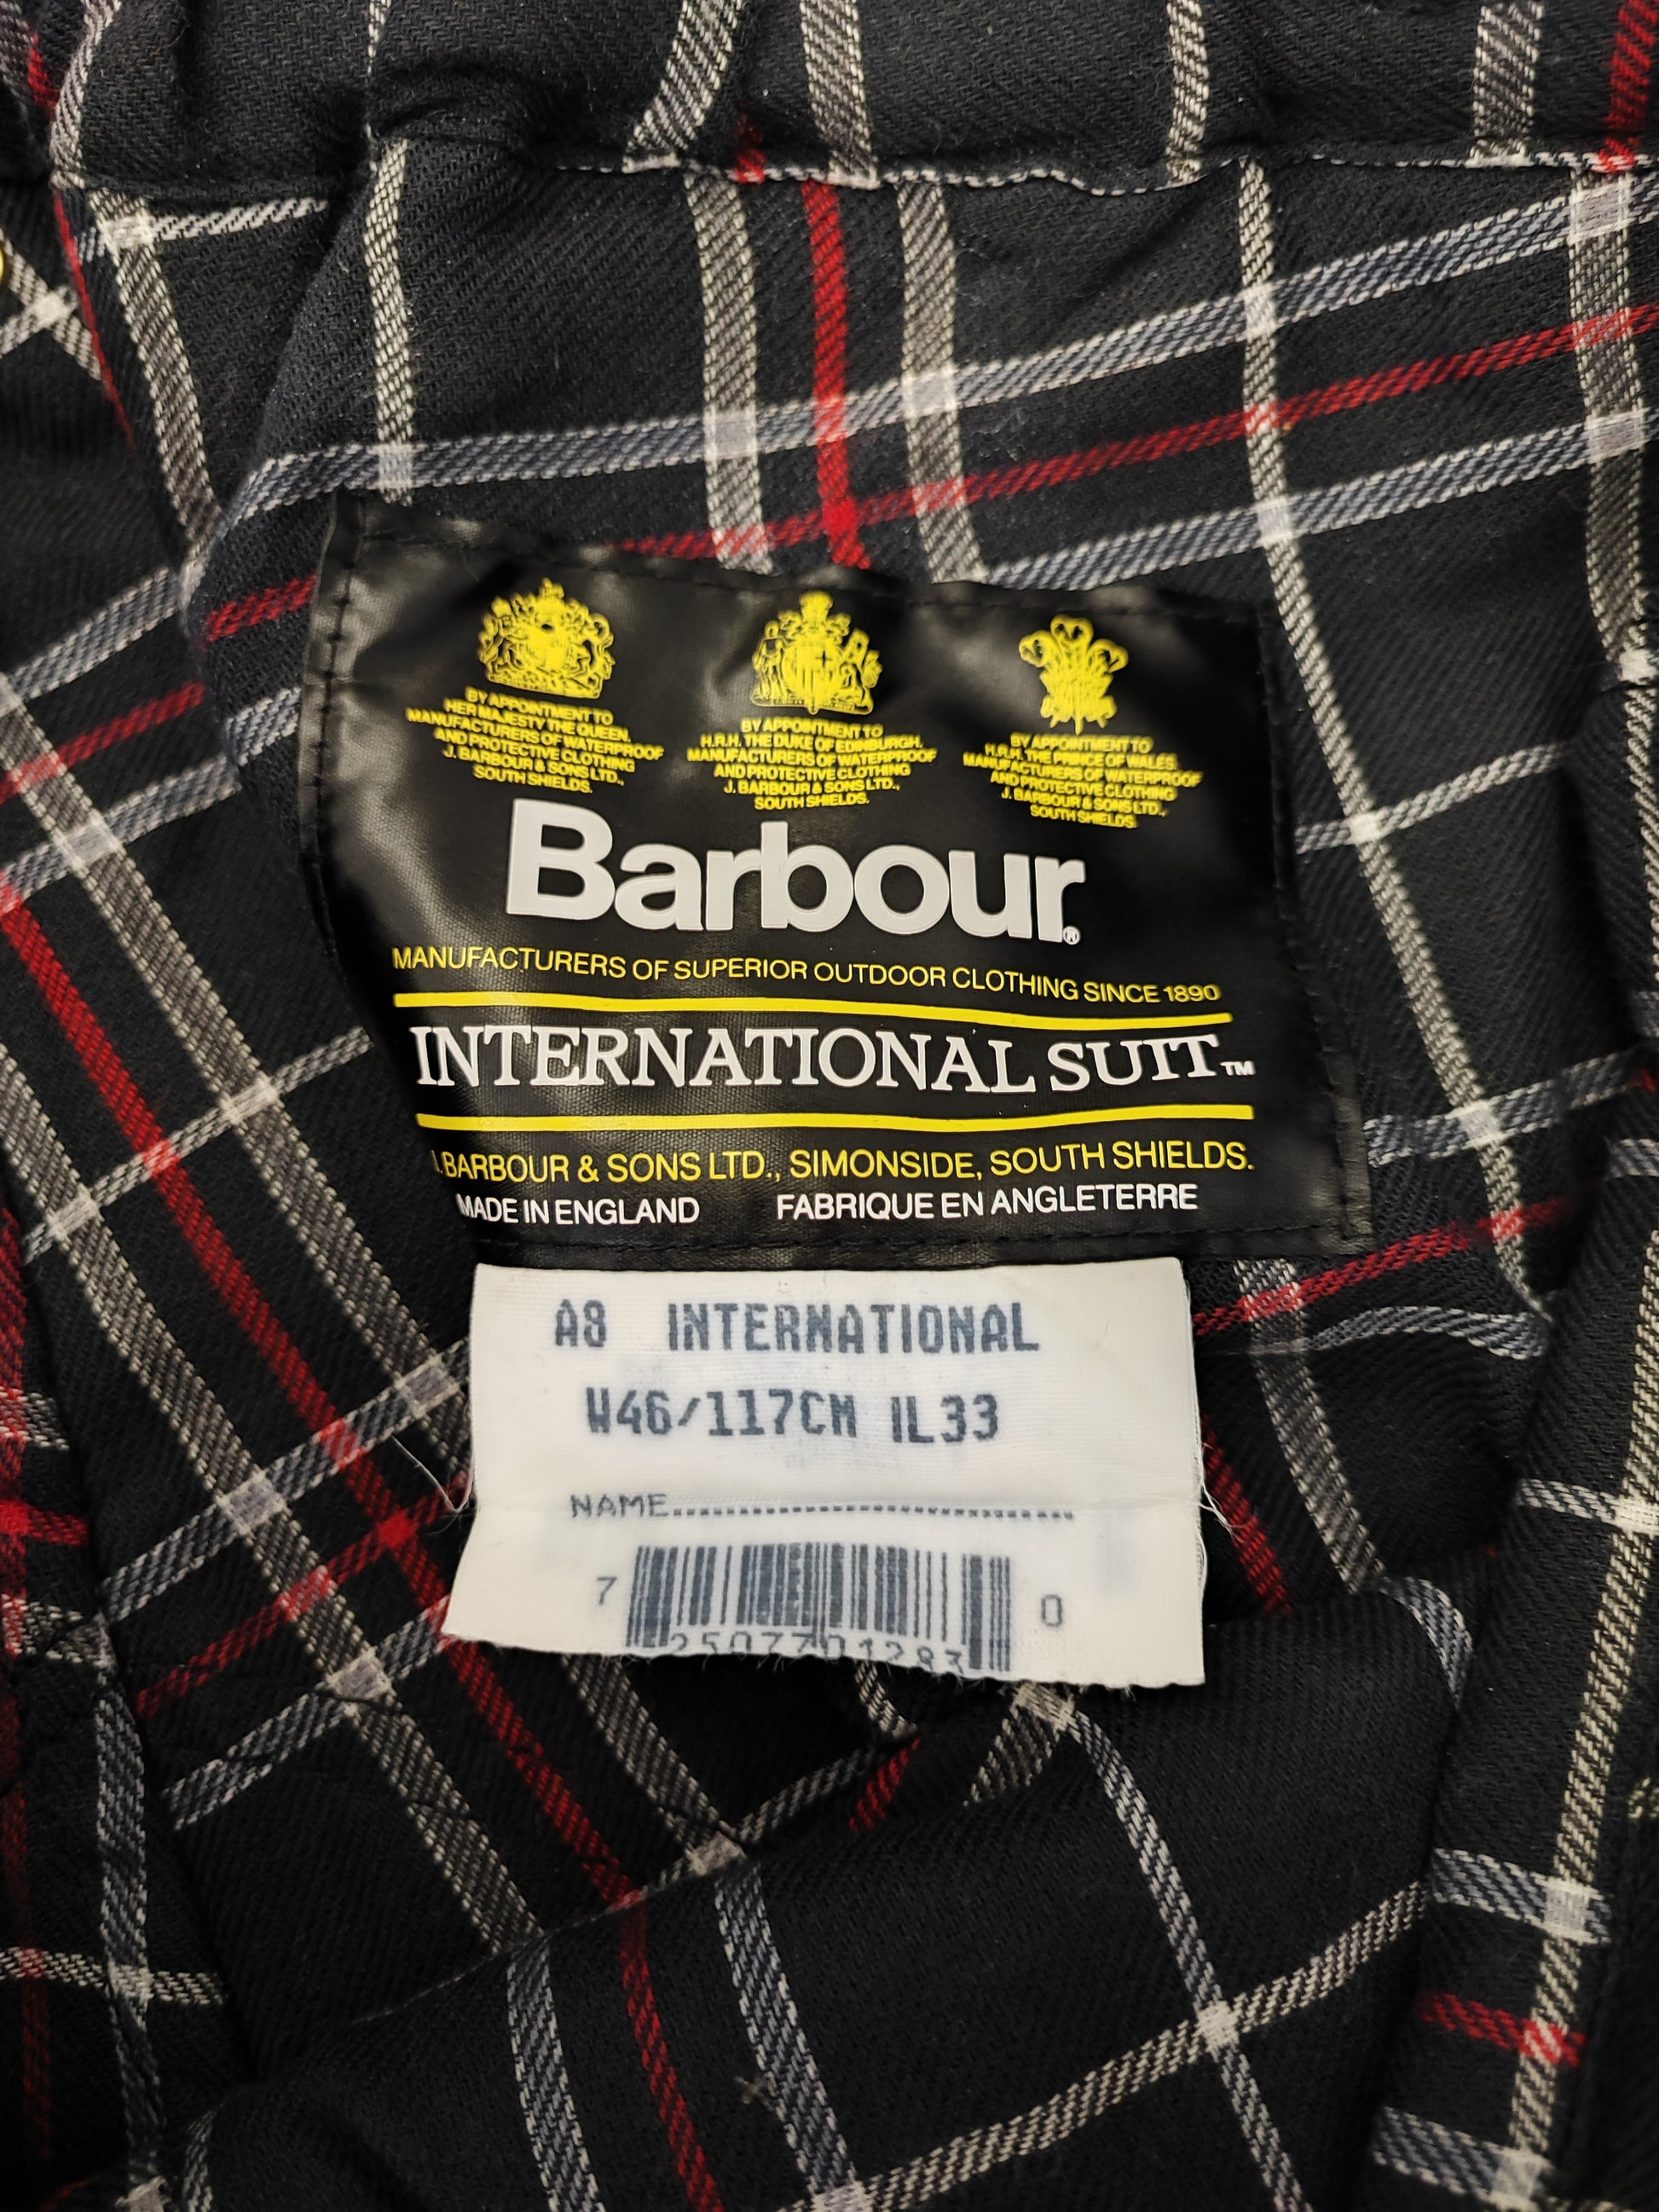 BY APPOINTMENT TO
HER MAJESTY THE QUEEN.
MANUFACTURERS OF WATERPROOF
AND PROTECTIVE CLOTHING
J. BARBOUR & SONS LTD.,
SOUTH SHIELDS.
BY APPOINTMENT TO
H.R.H. THE DUKE OF EDINBURGH.
MANUFACTURERS OF WATERPROOF
AND PROTECTIVE CLOTHING
J. BARBOUR & SONS LTD.,
SOUTH SHIELDS.
BY APPOINTMENT TO
H.R.H. THE PRINCE OF WALES.
MANUFACTURERS OF WATERPROOF
AND PROTECTIVE CLOTHING
J. BARBOUR & SONS LTD.,
SOUTH SHIELDS.
Barbour®
MANUFACTURERS OF SUPERIOR OUTDOOR CLOTHING SINCE 1890
INTERNATIONAL SUIT™
J.BARBOUR & SONS LTD., SIMONSIDE, SOUTH SHIELDS.
MADE IN ENGLAND FABRIQUE EN ANGLETERRE
A8 INTERNATIONAL
W46/117CM IL33
NAME..............................
7 2507701283 0